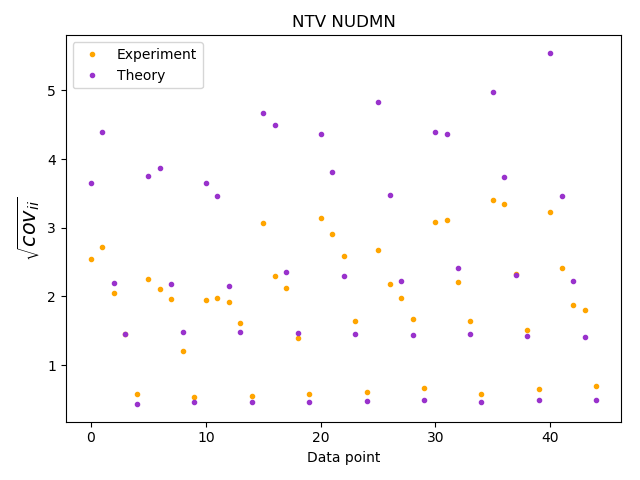 NTV NUDMN
Experiment
Theory
√cov_ii
5
4
3
2
1
0 10 20 30 40
Data point